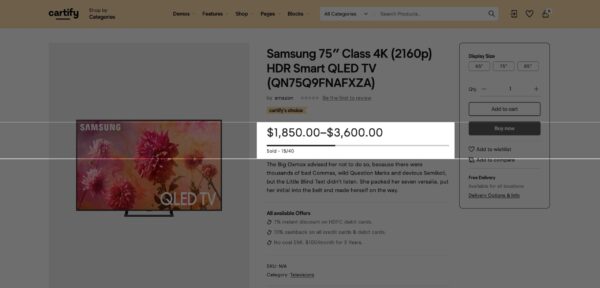 cartify
Shop by
Categories
Demos
Features
Shop
Pages
Blocks
All Categories
Search Products...
SAMSUNG
QLED TV
Samsung 75″ Class 4K (2160p)
HDR Smart QLED TV
(QN75Q9FNAFXZA)
by amazon
Be the first to review
cartify's choice
$1,850.00–$3,600.00
Sold - 15/40
The Big Oxmox advised her not to do so, because there were
thousands of bad Commas, wild Question Marks and devious Semikoli,
but the Little Blind Text didn't listen. She packed her seven versalia, put
her initial into the belt and made herself on the way.
All available Offers
7% instant discount on HDFC debit cards.
10% cashback on all credit cards & debit cards.
No cost EMI. $100/month for 3 Years.
SKU: N/A
Category: Televisions
Display Size
65"
75"
85"
Qty
1
Add to cart
Buy now
Add to wishlist
Add to compare
Free Delivery
Available for all locations
Delivery Options & Info